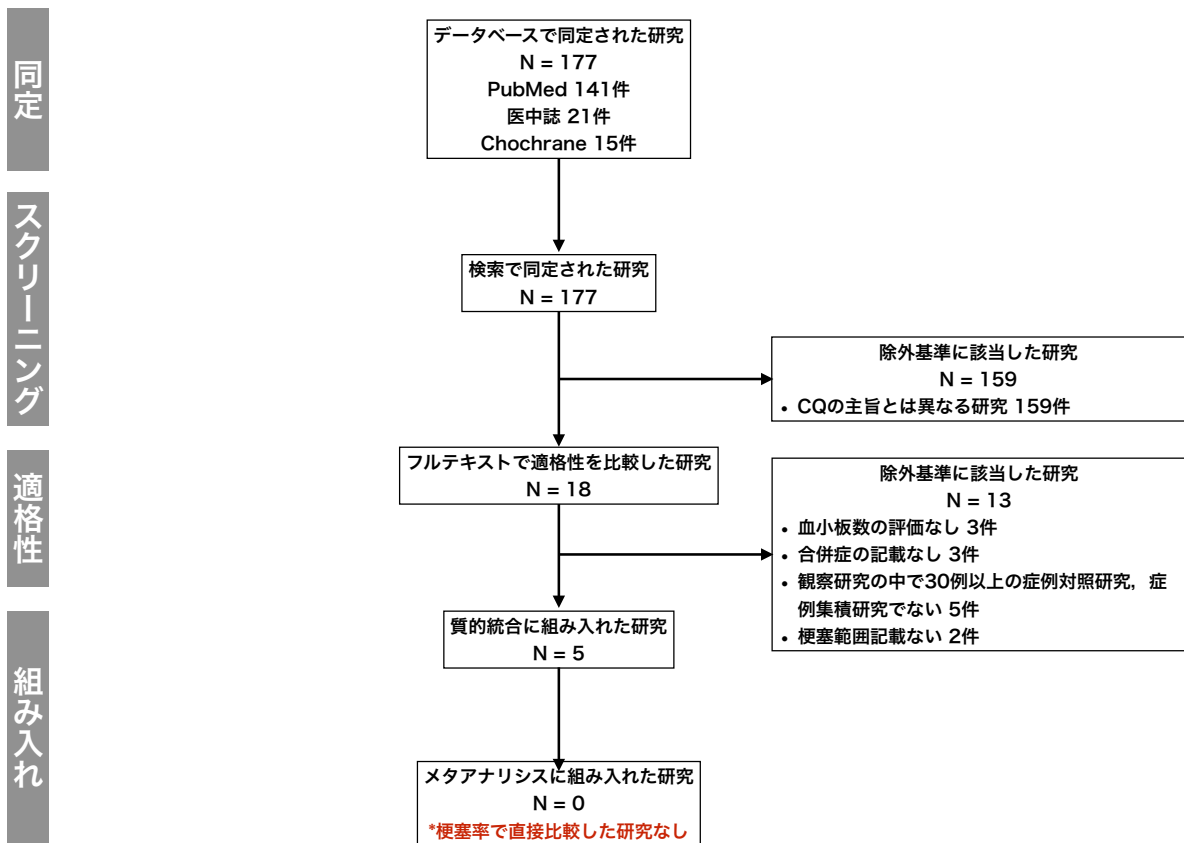 同定
データベースで同定された研究
N = 177
PubMed 141件
医中誌 21件
Chochrane 15件
スクリーニング
検索で同定された研究
N = 177
除外基準に該当した研究
N = 159
• CQの主旨とは異なる研究 159件
適格性
フルテキストで適格性を比較した研究
N = 18
除外基準に該当した研究
N = 13
• 血小板数の評価なし 3件
• 合併症の記載なし 3件
• 観察研究の中で30例以上の症例対照研究，症
例集積研究でない 5件
• 梗塞範囲記載ない 2件
組み入れ
質的統合に組み入れた研究
N = 5
メタアナリシスに組み入れた研究
N = 0
*梗塞率で直接比較した研究なし